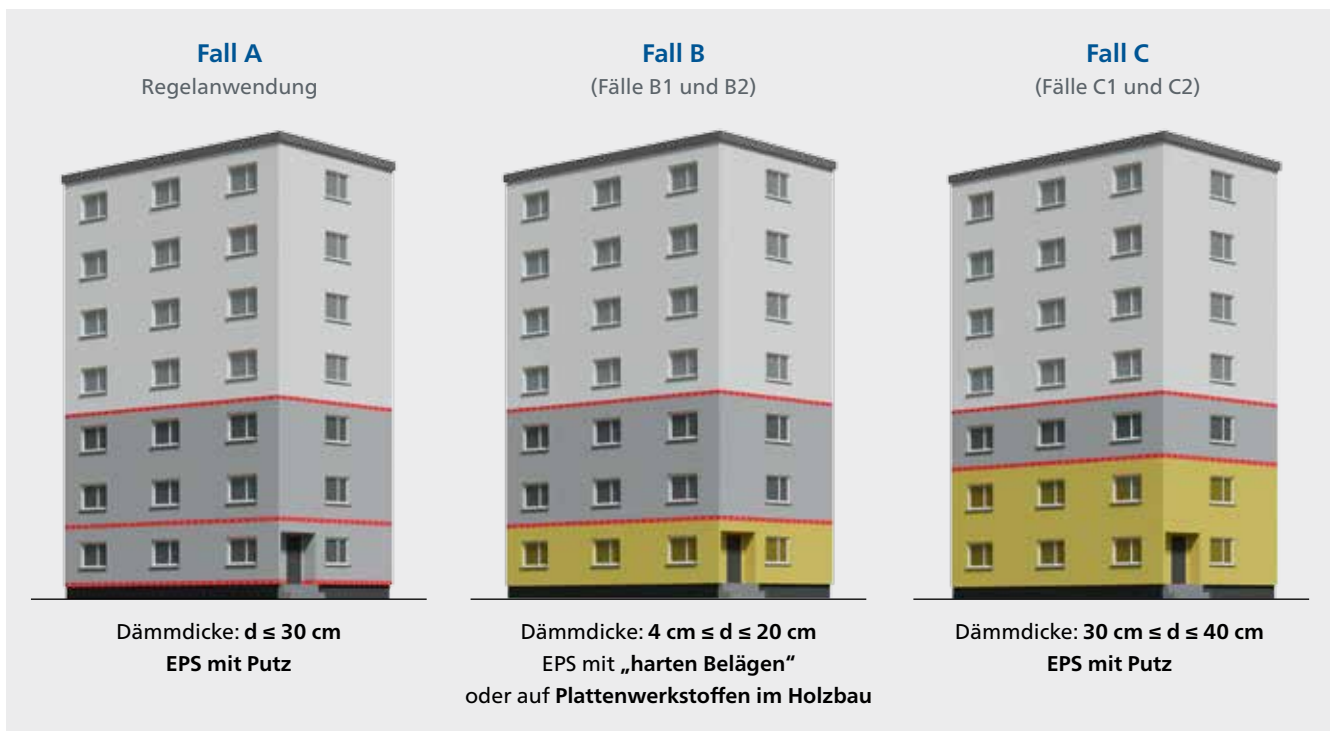 Fall A
Regelanwendung
Dämmdicke: d ≤ 30 cm
EPS mit Putz
Fall B
(Fälle B1 und B2)
Dämmdicke: 4 cm ≤ d ≤ 20 cm
EPS mit „harten Belägen“
oder auf Plattenwerkstoffen im Holzbau
Fall C
(Fälle C1 und C2)
Dämmdicke: 30 cm ≤ d ≤ 40 cm
EPS mit Putz